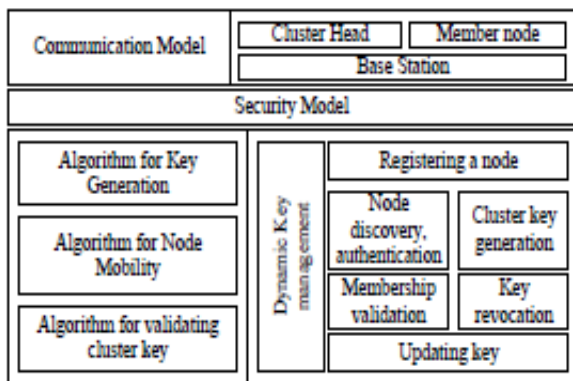 Communication Model
Cluster Head
Member node
Base Station
Security Model
Algorithm for Key
Generation
Algorithm for Node
Mobility
Algorithm for validating
cluster key
Dynamic Key
management
Registering a node
Node
discovery,
authentication
Cluster key
generation
Membership
validation
Key
revocation
Updating key